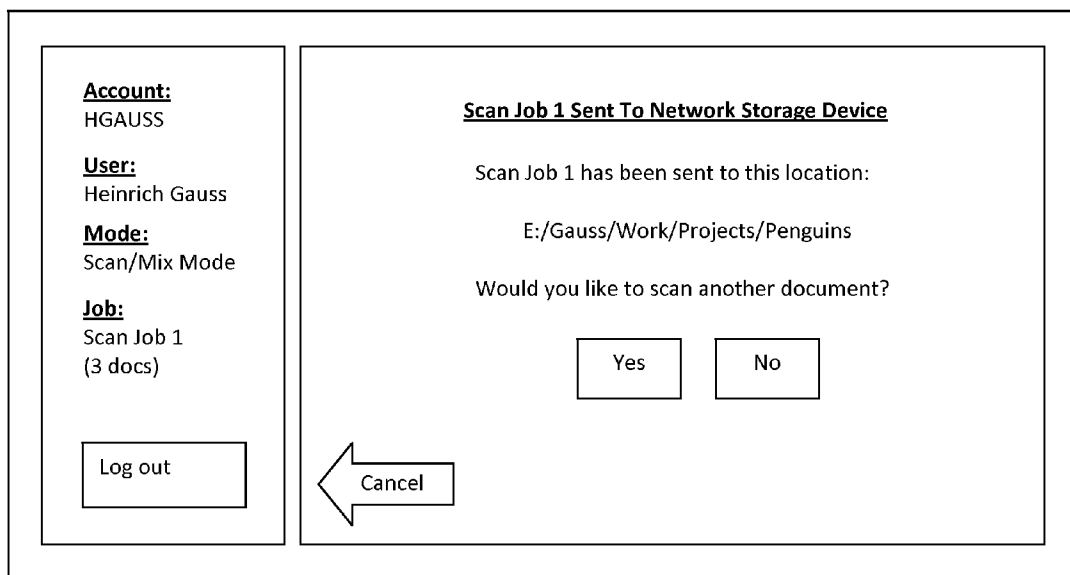 Account:
HGAUSS
User:
Heinrich Gauss
Mode:
Scan/Mix Mode
Job:
Scan Job 1
(3 docs)
Log out
Scan Job 1 Sent To Network Storage Device
Scan Job 1 has been sent to this location:
E:/Gauss/Work/Projects/Penguins
Would you like to scan another document?
Yes
No
Cancel